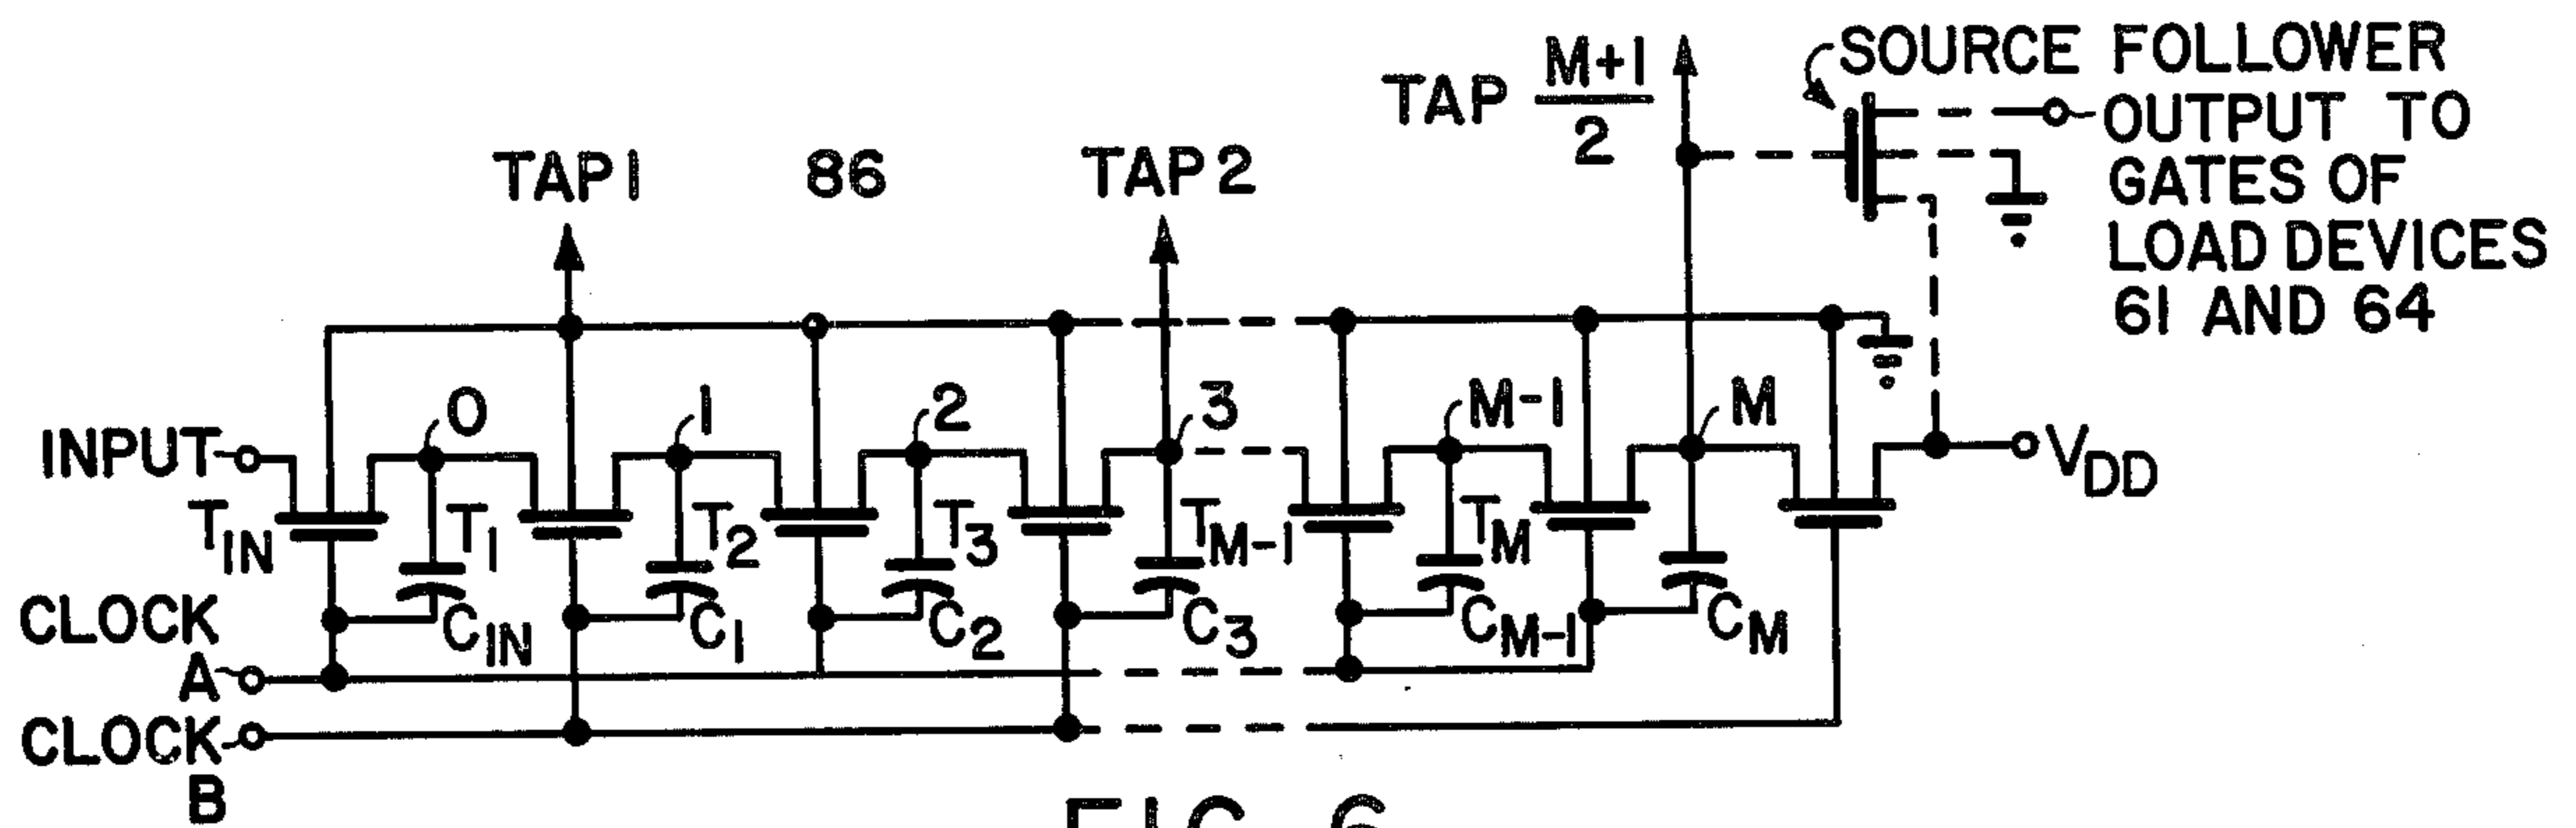 SOURCE FOLLOWER
OUTPUT TO
GATES OF
LOAD DEVICES
61 AND 64
TAP M+1
2
TAP 1
86
TAP 2
0
1
2
3
M-1
M
INPUT
VDD
TIN
T1
T2
T3
TM-1
TM
CIN
C1
C2
C3
CM-1
CM
CLOCK
A
CLOCK
B
FIG. 6